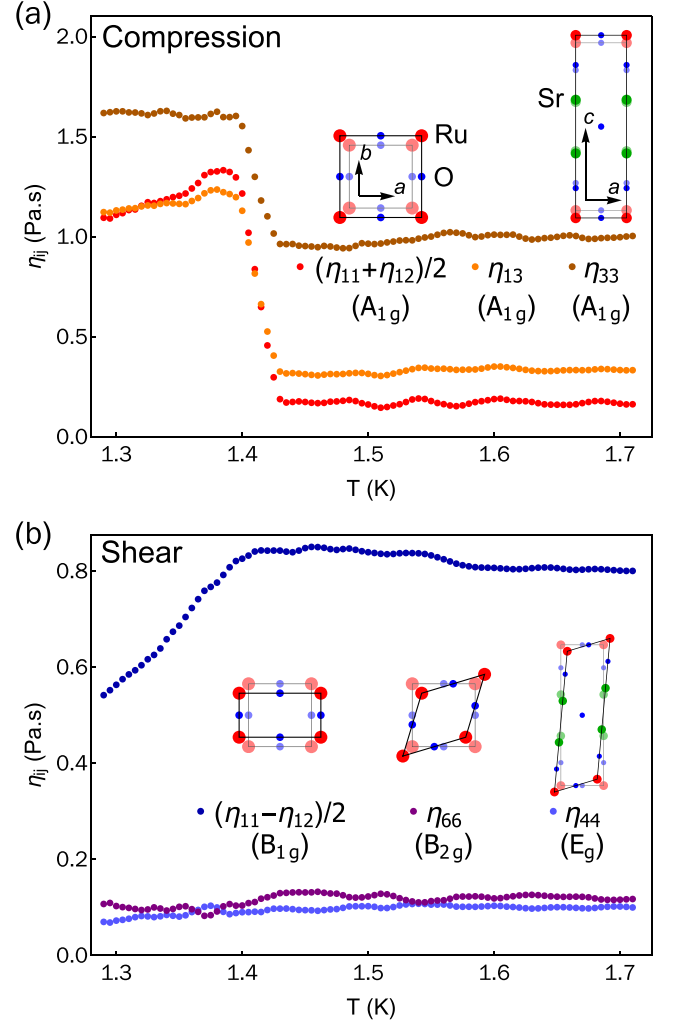 (a)
Compression
2.0
1.5
1.0
0.5
0.0
η_ij (Pa.s)
Ru
O
b
a
Sr
c
a
(η₁₁+η₁₂)/2
(A₁g)
η₁₃
(A₁g)
η₃₃
(A₁g)
1.3 1.4 1.5 1.6 1.7
T (K)
(b)
Shear
0.8
0.6
0.4
0.2
0.0
η_ij (Pa.s)
(η₁₁−η₁₂)/2
(B₁g)
η₆₆
(B₂g)
η₄₄
(Eg)
1.3 1.4 1.5 1.6 1.7
T (K)